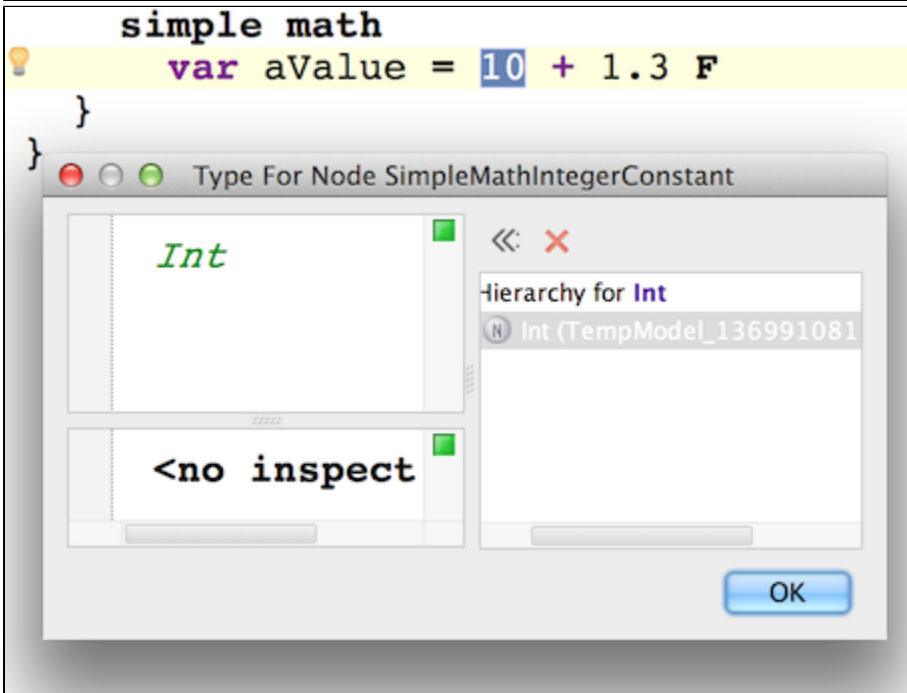 simple math
var aValue = 10 + 1.3 F
}
}
Type For Node SimpleMathIntegerConstant
Int
Hierarchy for Int
N Int (TempModel_136991081
<no inspect
OK